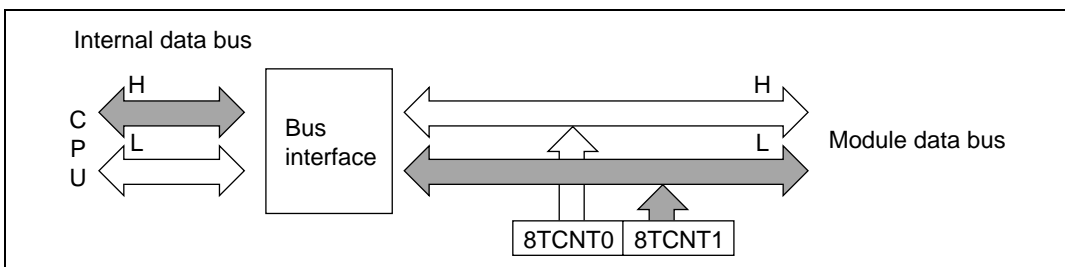 Internal data bus
H
H
C
P
U
L
Bus
interface
L
Module data bus
8TCNT0
8TCNT1